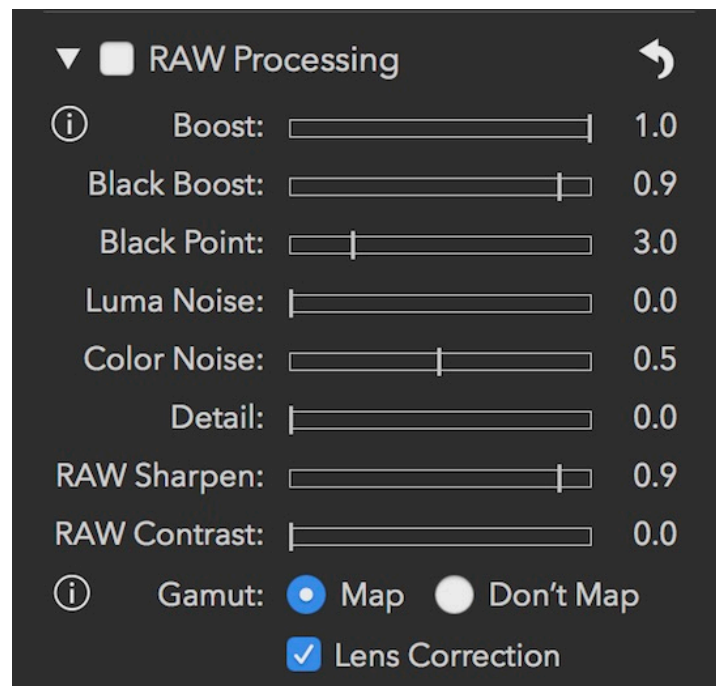 RAW Processing
Boost: 1.0
Black Boost: 0.9
Black Point: 3.0
Luma Noise: 0.0
Color Noise: 0.5
Detail: 0.0
RAW Sharpen: 0.9
RAW Contrast: 0.0
Gamut: Map Don't Map
Lens Correction